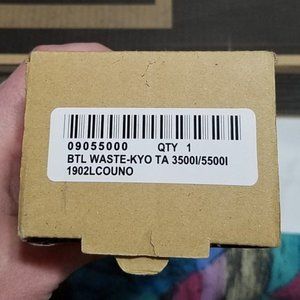 09055000 QTY 1
BTL WASTE-KYO TA 3500I/5500I
1902LCOUNO